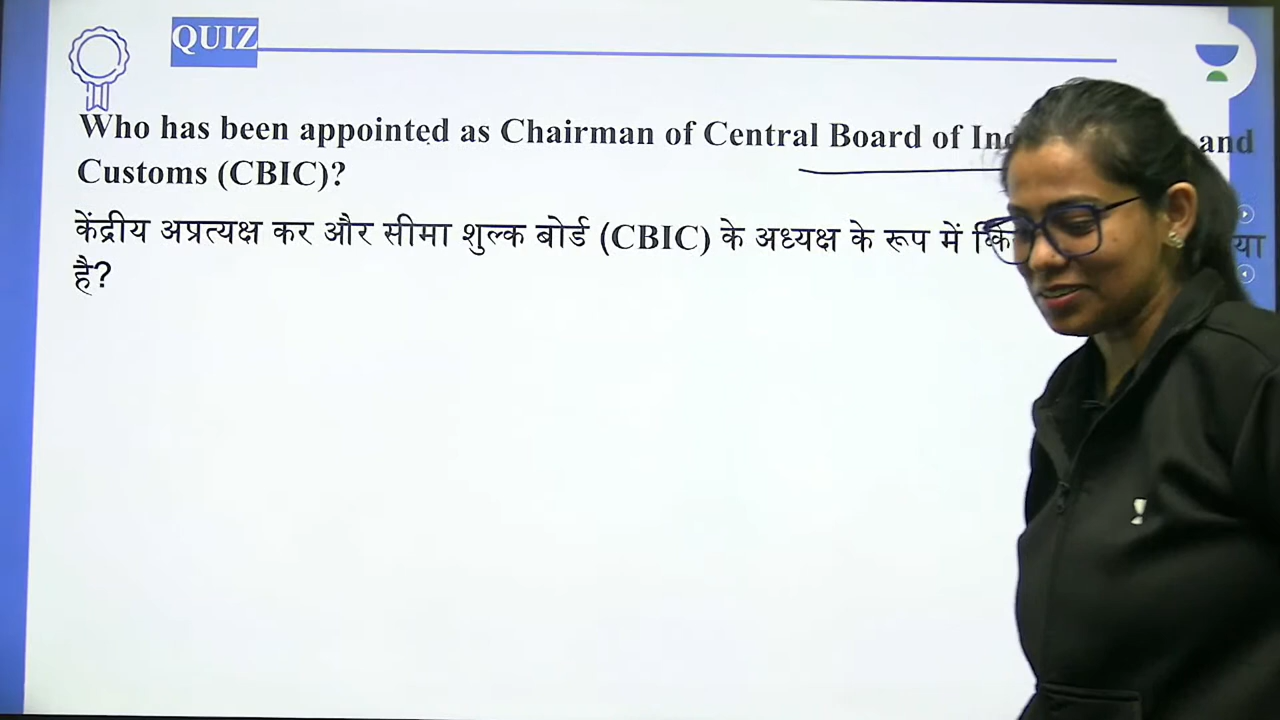 QUIZ
Who has been appointed as Chairman of Central Board of and
Customs (CBIC)?
केंद्रीय अप्रत्यक्ष कर और सीमा शुल्क बोर्ड (CBIC) के अध्यक्ष के रूप में
है?